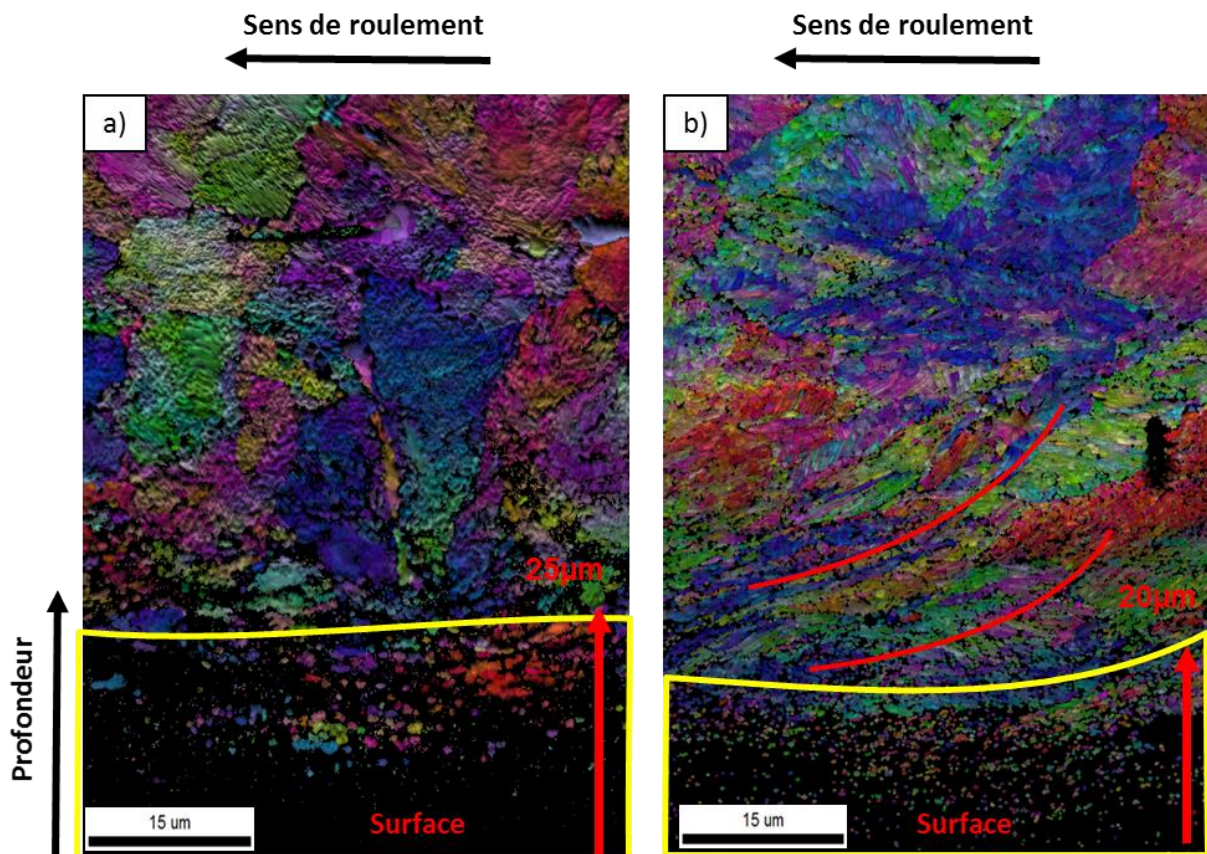 Sens de roulement
Sens de roulement
a)
b)
25µm
20µm
Profondeur
15 um
Surface
15 um
Surface